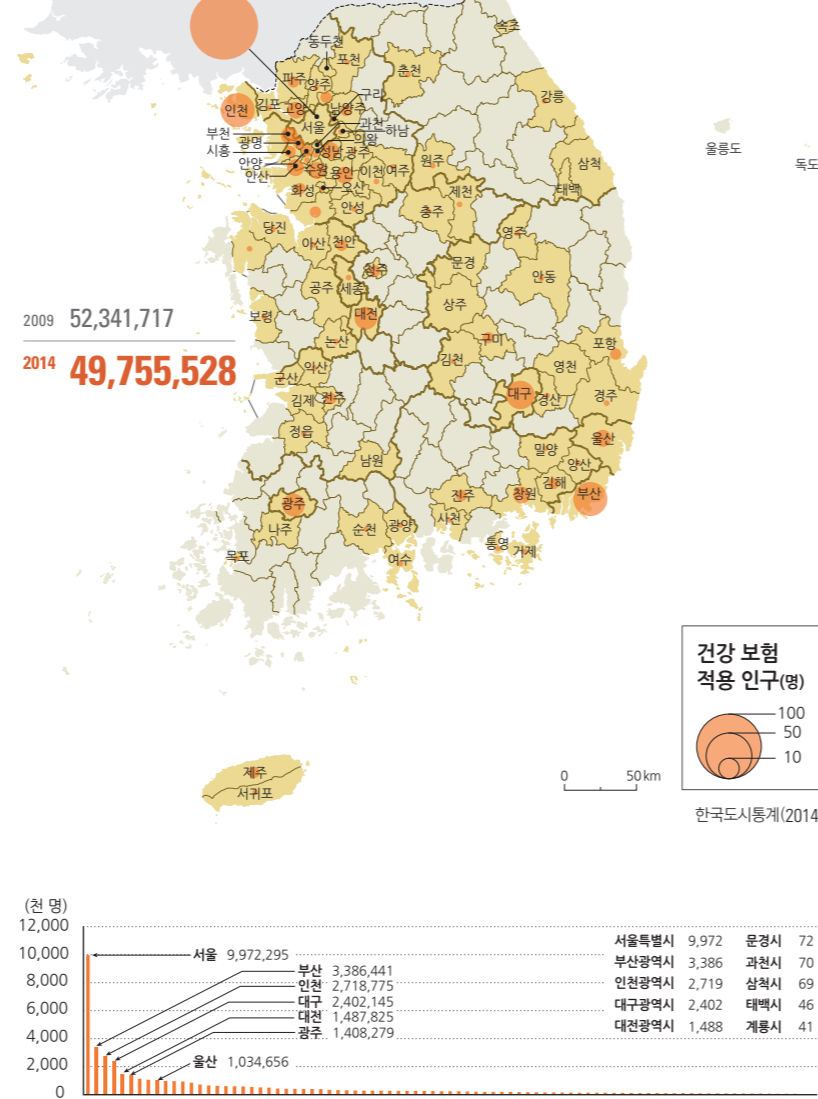 속초
동두천
포천
춘천
파주
양주
강릉
구리
인천
김포
고양
남양주
서울
과천
하남
부천
광명
의왕
울릉도
시흥
성남
광주
독도
안양
수원
용인
이천
여주
원주
삼척
안산
화성
오산
제천
태백
안성
충주
당진
아산
천안
영주
문경
청주
안동
공주
세종
상주
보령
대전
2009 52,341,717
논산
구미
포항
2014 49,755,528
김천
영천
익산
군산
대구
경산
경주
김제
전주
정읍
울산
밀양
남원
양산
김해
광주
진주
창원
부산
나주
순천
광양
사천
목포
통영
거제
여수
건강 보험
적용 인구(명)
100
50
10
제주
서귀포
0 50 km
한국도시통계(2014
(천 명)
12,000
10,000
8,000
6,000
4,000
2,000
0
서울 9,972,295
부산 3,386,441
인천 2,718,775
대구 2,402,145
대전 1,487,825
광주 1,408,279
울산 1,034,656
서울특별시 9,972 문경시 72
부산광역시 3,386 과천시 70
인천광역시 2,719 삼척시 69
대구광역시 2,402 태백시 46
대전광역시 1,488 계룡시 41